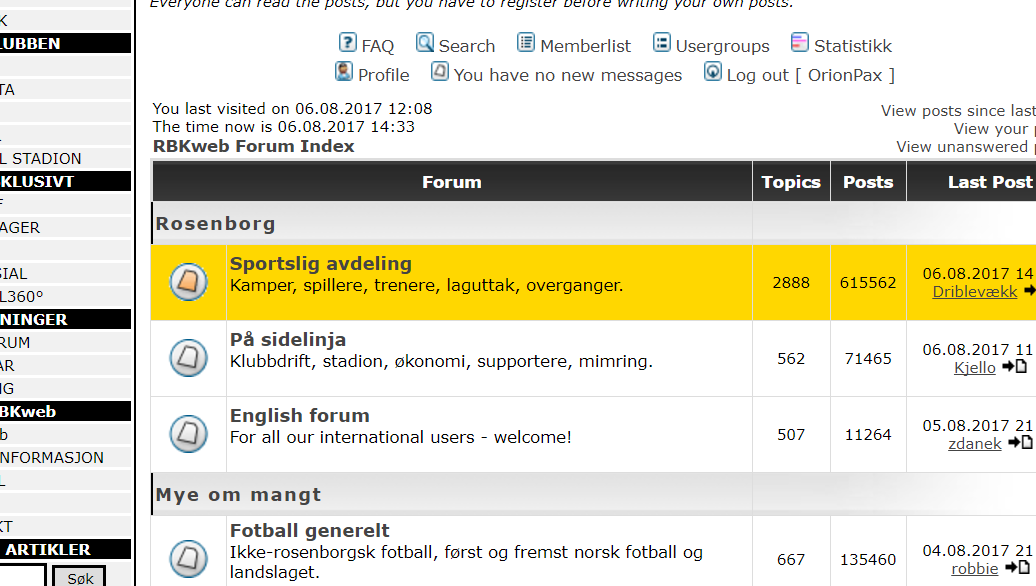 Everyone can read the posts, but you have to register before writing your own posts.
K
LUBBEN
TA
L STADION
KLUSIVT
F
AGER
SIAL
L360°
NINGER
RUM
AR
NG
BKweb
b
NFORMASJON
L
KT
ARTIKLER
Søk
FAQ Search Memberlist Usergroups Statistikk
Profile You have no new messages Log out [ OrionPax ]
You last visited on 06.08.2017 12:08
The time now is 06.08.2017 14:33
RBKweb Forum Index
View posts since last
View your p
View unanswered p
Forum Topics Posts Last Post
Rosenborg
Sportslig avdeling
Kamper, spillere, trenere, laguttak, overganger.
2888 615562
06.08.2017 14
Driblevækk
På sidelinja
Klubbdrift, stadion, økonomi, supportere, mimring.
562 71465
06.08.2017 11
Kjello
English forum
For all our international users - welcome!
507 11264
05.08.2017 21
zdanek
Mye om mangt
Fotball generelt
Ikke-rosenborgsk fotball, først og fremst norsk fotball og
landslaget.
667 135460
04.08.2017 21
robbie